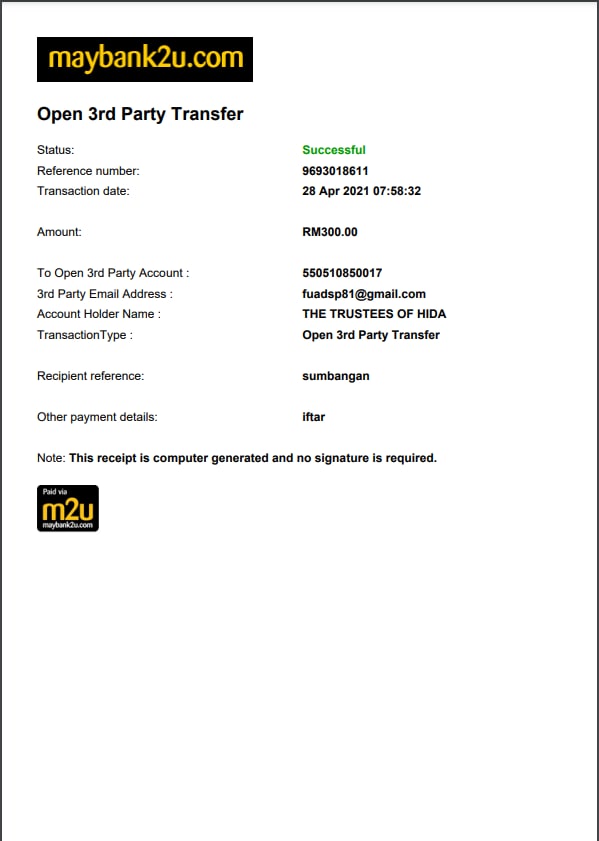 maybank2u.com
Open 3rd Party Transfer
Status: Successful
Reference number: 9693018611
Transaction date: 28 Apr 2021 07:58:32
Amount: RM300.00
To Open 3rd Party Account : 550510850017
3rd Party Email Address : fuadsp81@gmail.com
Account Holder Name : THE TRUSTEES OF HIDA
TransactionType : Open 3rd Party Transfer
Recipient reference: sumbangan
Other payment details: iftar
Note: This receipt is computer generated and no signature is required.
Paid via
m2u
maybank2u.com